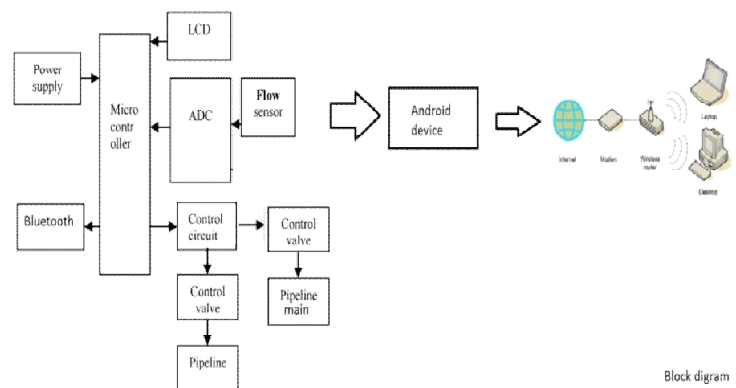 LCD
Power
supply
Micro
contr
oller
ADC
Flow
sensor
Android
device
Internet
Modem
Wireless
router
Laptop
Desktop
Bluetooth
Control
circuit
Control
valve
Control
valve
Pipeline
main
Pipeline
Block digram